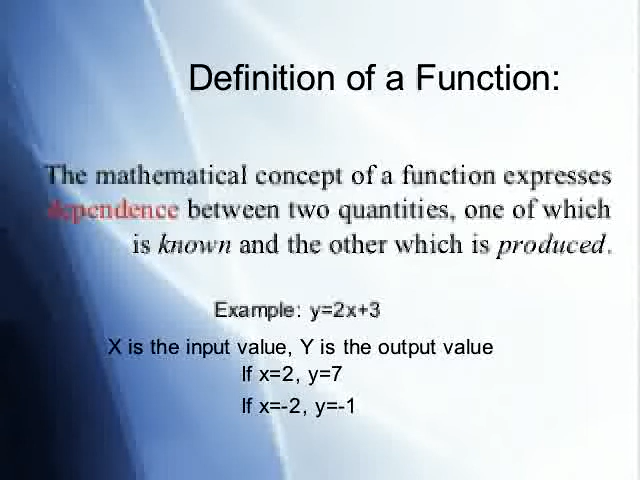 Definition of a Function:
The mathematical concept of a function expresses
dependence between two quantities, one of which
is known and the other which is produced.
Example: y=2x+3
X is the input value, Y is the output value
If x=2, y=7
If x=-2, y=-1